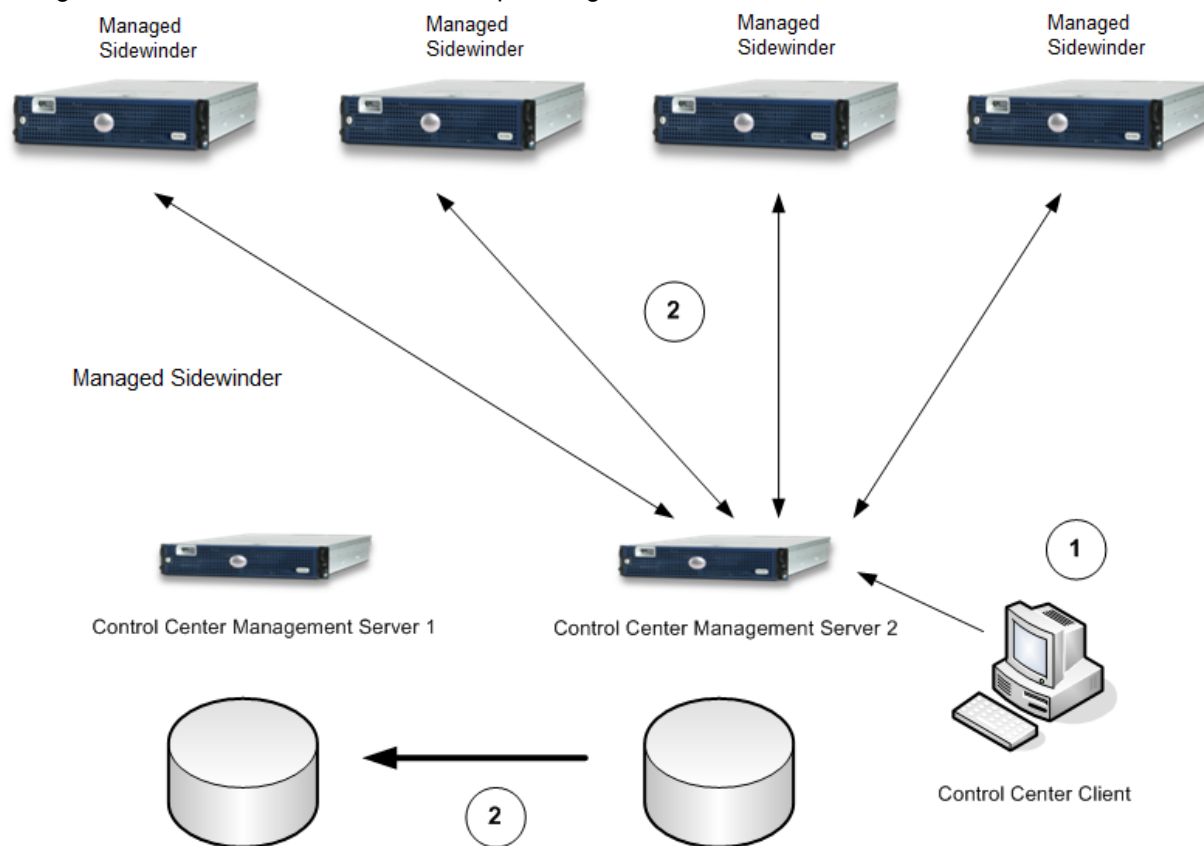 Managed
Sidewinder
Managed
Sidewinder
Managed
Sidewinder
Managed
Sidewinder
2
Managed Sidewinder
1
Control Center Management Server 1
Control Center Management Server 2
2
Control Center Client